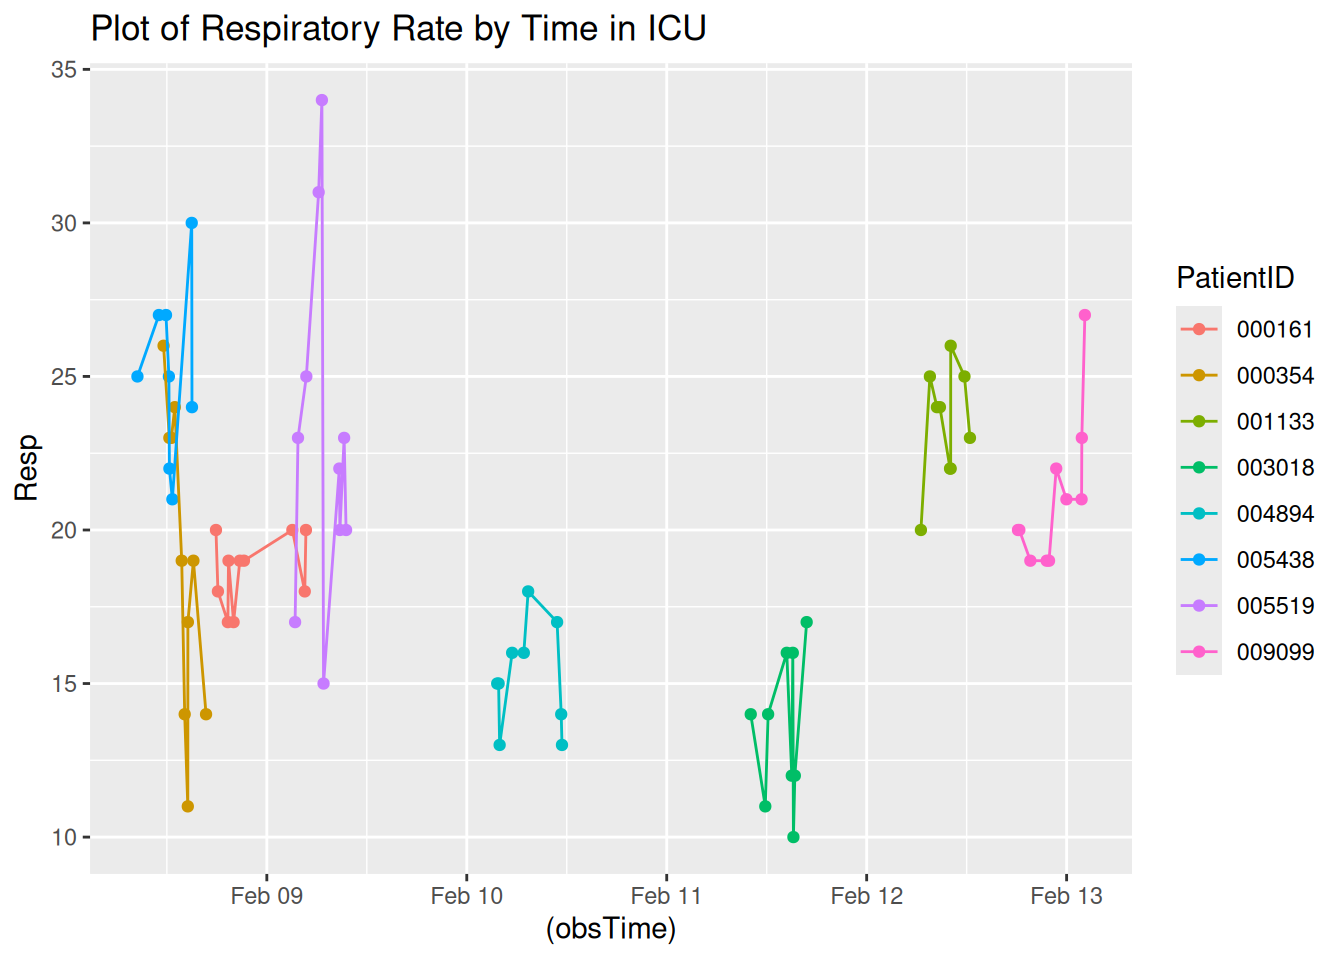 Plot of Respiratory Rate by Time in ICU
35
30
25
20
15
10
Resp
Feb 09
Feb 10
Feb 11
Feb 12
Feb 13
(obsTime)
PatientID
000161
000354
001133
003018
004894
005438
005519
009099